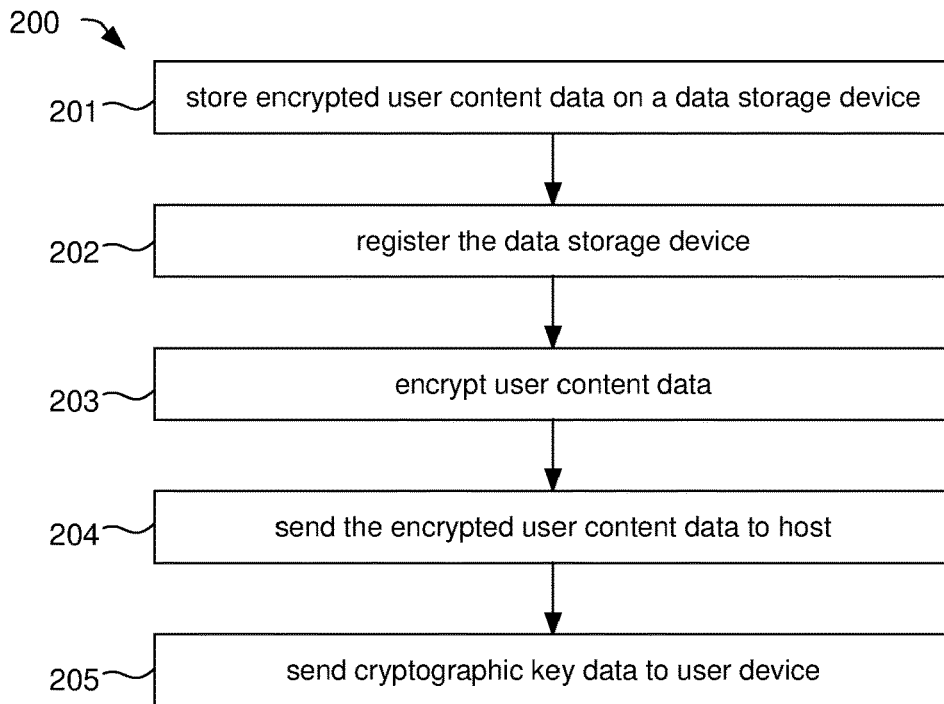 200
201 store encrypted user content data on a data storage device
202 register the data storage device
203 encrypt user content data
204 send the encrypted user content data to host
205 send cryptographic key data to user device